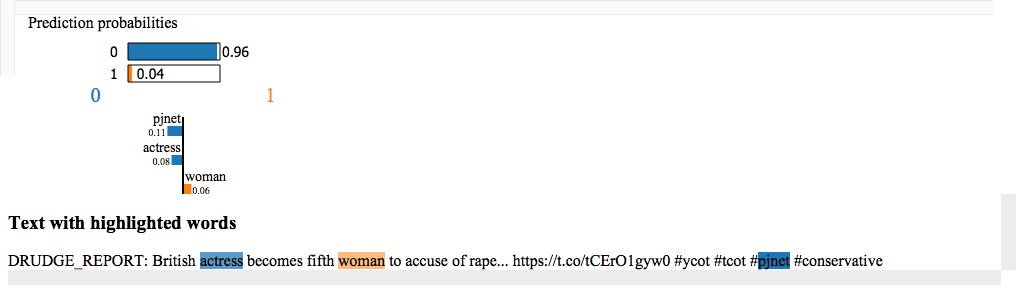 Prediction probabilities
0 0.96
1 0.04
0 1
pjnet
0.11
actress
0.08
woman
0.06
Text with highlighted words
DRUDGE_REPORT: British actress becomes fifth woman to accuse of rape... https://t.co/tCErO1gyw0 #ycot #tcot #pjnet #conservative